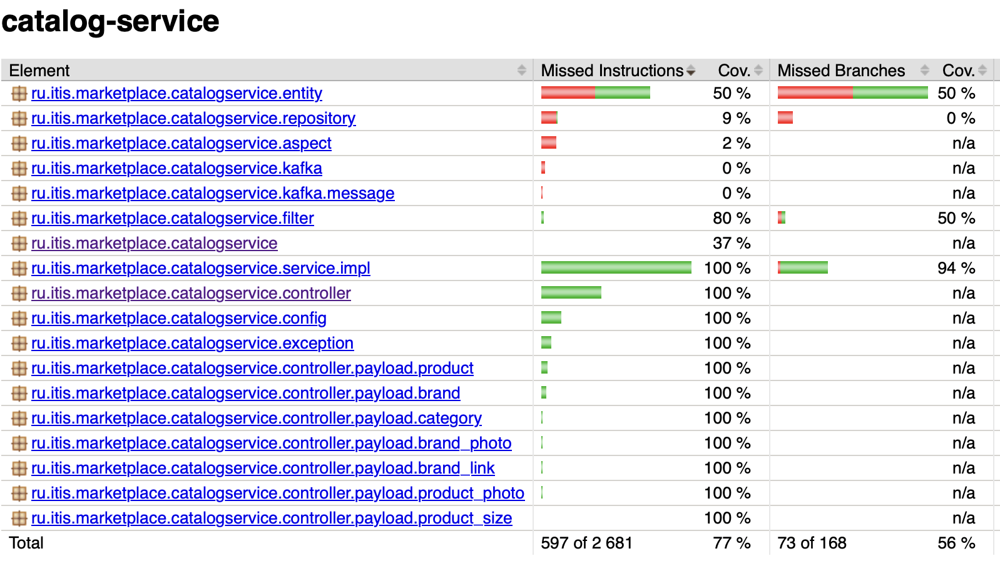 catalog-service
Element Missed Instructions Cov. Missed Branches Cov.
ru.itis.marketplace.catalogservice.entity 50 % 50 %
ru.itis.marketplace.catalogservice.repository 9 % 0 %
ru.itis.marketplace.catalogservice.aspect 2 % n/a
ru.itis.marketplace.catalogservice.kafka 0 % n/a
ru.itis.marketplace.catalogservice.kafka.message 0 % n/a
ru.itis.marketplace.catalogservice.filter 80 % 50 %
ru.itis.marketplace.catalogservice 37 % n/a
ru.itis.marketplace.catalogservice.service.impl 100 % 94 %
ru.itis.marketplace.catalogservice.controller 100 % n/a
ru.itis.marketplace.catalogservice.config 100 % n/a
ru.itis.marketplace.catalogservice.exception 100 % n/a
ru.itis.marketplace.catalogservice.controller.payload.product 100 % n/a
ru.itis.marketplace.catalogservice.controller.payload.brand 100 % n/a
ru.itis.marketplace.catalogservice.controller.payload.category 100 % n/a
ru.itis.marketplace.catalogservice.controller.payload.brand_photo 100 % n/a
ru.itis.marketplace.catalogservice.controller.payload.brand_link 100 % n/a
ru.itis.marketplace.catalogservice.controller.payload.product_photo 100 % n/a
ru.itis.marketplace.catalogservice.controller.payload.product_size 100 % n/a
Total 597 of 2 681 77 % 73 of 168 56 %